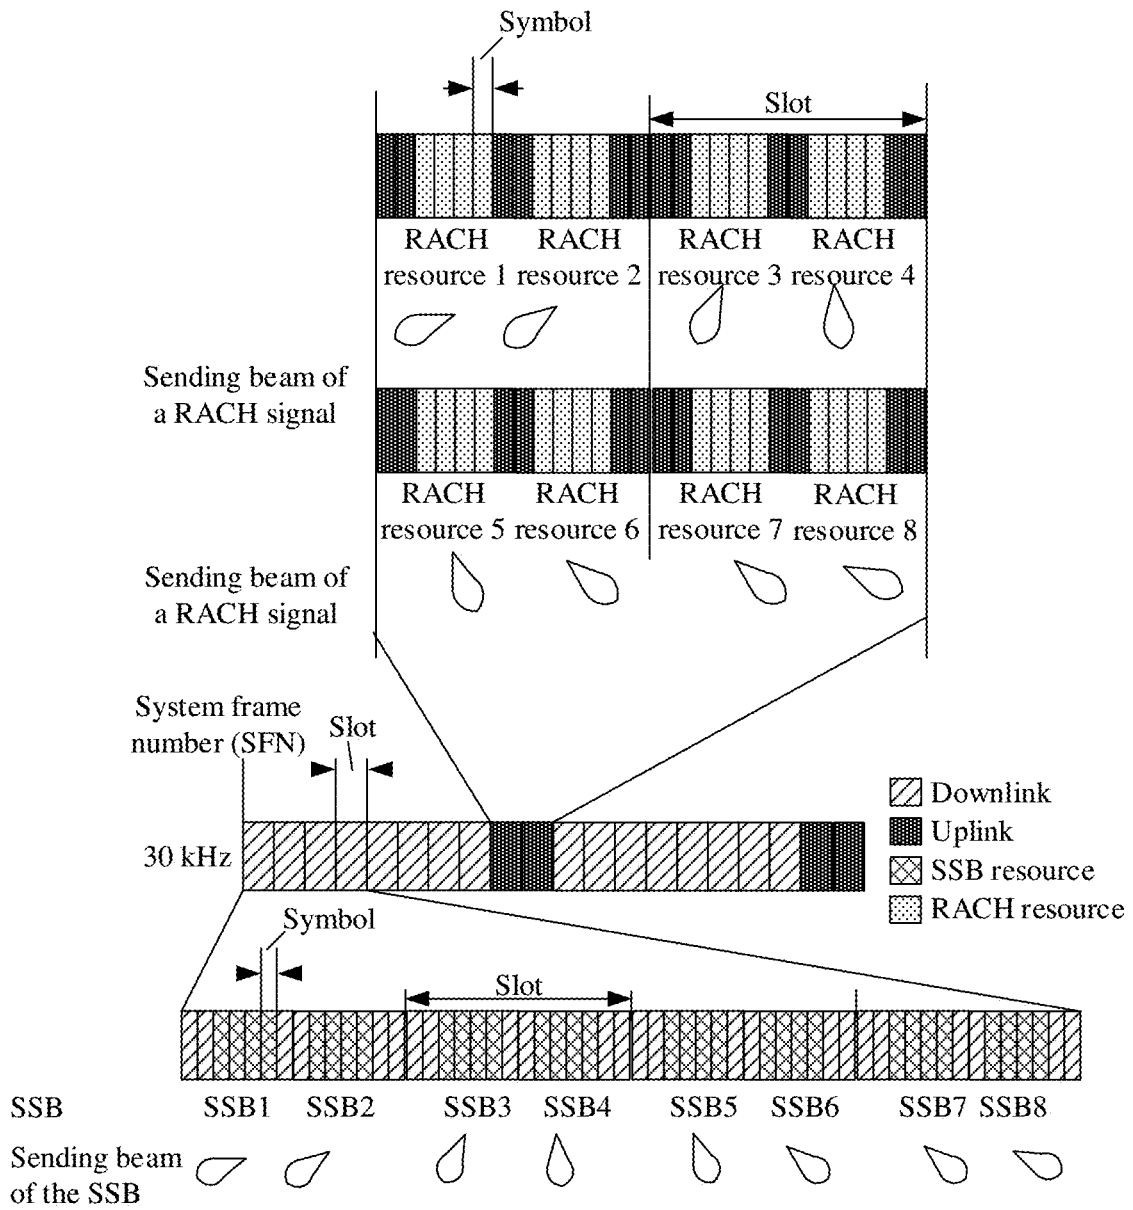 Symbol
Slot
RACH RACH RACH RACH
resource 1 resource 2 resource 3 resource 4
Sending beam of
a RACH signal
RACH RACH RACH RACH
resource 5 resource 6 resource 7 resource 8
Sending beam of
a RACH signal
System frame
number (SFN)
Slot
Downlink
Uplink
30 kHz
SSB resource
RACH resource
Symbol
Slot
SSB SSB1 SSB2 SSB3 SSB4 SSB5 SSB6 SSB7 SSB8
Sending beam
of the SSB